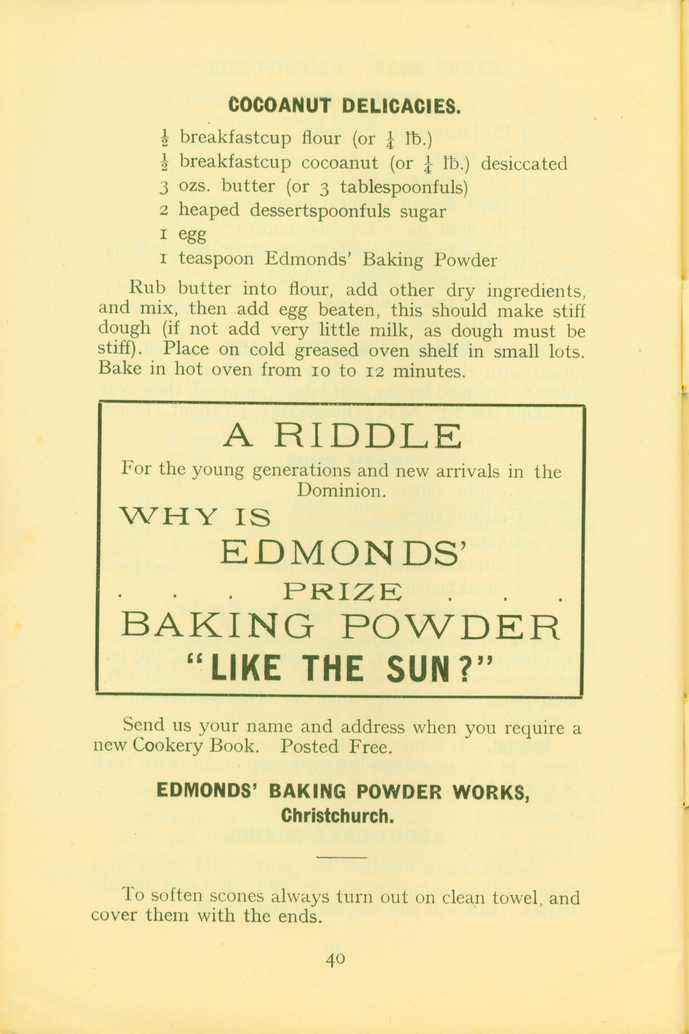 COCOANUT DELICACIES.
½ breakfastcup flour (or ¼ lb.)
½ breakfastcup cocoanut (or ¼ lb.) desiccated
3 ozs. butter (or 3 tablespoonfuls)
2 heaped dessertspoonfuls sugar
1 egg
1 teaspoon Edmonds' Baking Powder
Rub butter into flour, add other dry ingredients,
and mix, then add egg beaten, this should make stiff
dough (if not add very little milk, as dough must be
stiff). Place on cold greased oven shelf in small lots.
Bake in hot oven from 10 to 12 minutes.
A RIDDLE
For the young generations and new arrivals in the
Dominion.
WHY IS
EDMONDS'
. . . PRIZE . . .
BAKING POWDER
"LIKE THE SUN?"
Send us your name and address when you require a
new Cookery Book. Posted Free.
EDMONDS' BAKING POWDER WORKS,
Christchurch.
To soften scones always turn out on clean towel, and
cover them with the ends.
40